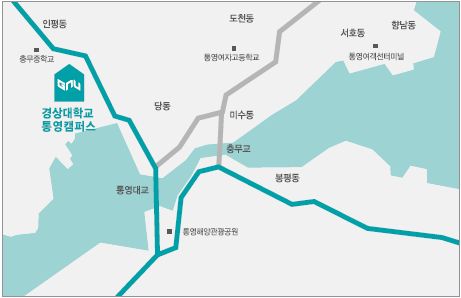 인평동
도천동
서호동
항남동
충무중학교
통영여자고등학교
통영여객선터미널
gnu
경상대학교
통영캠퍼스
당동
미수동
충무교
봉평동
통영대교
통영해양관광공원